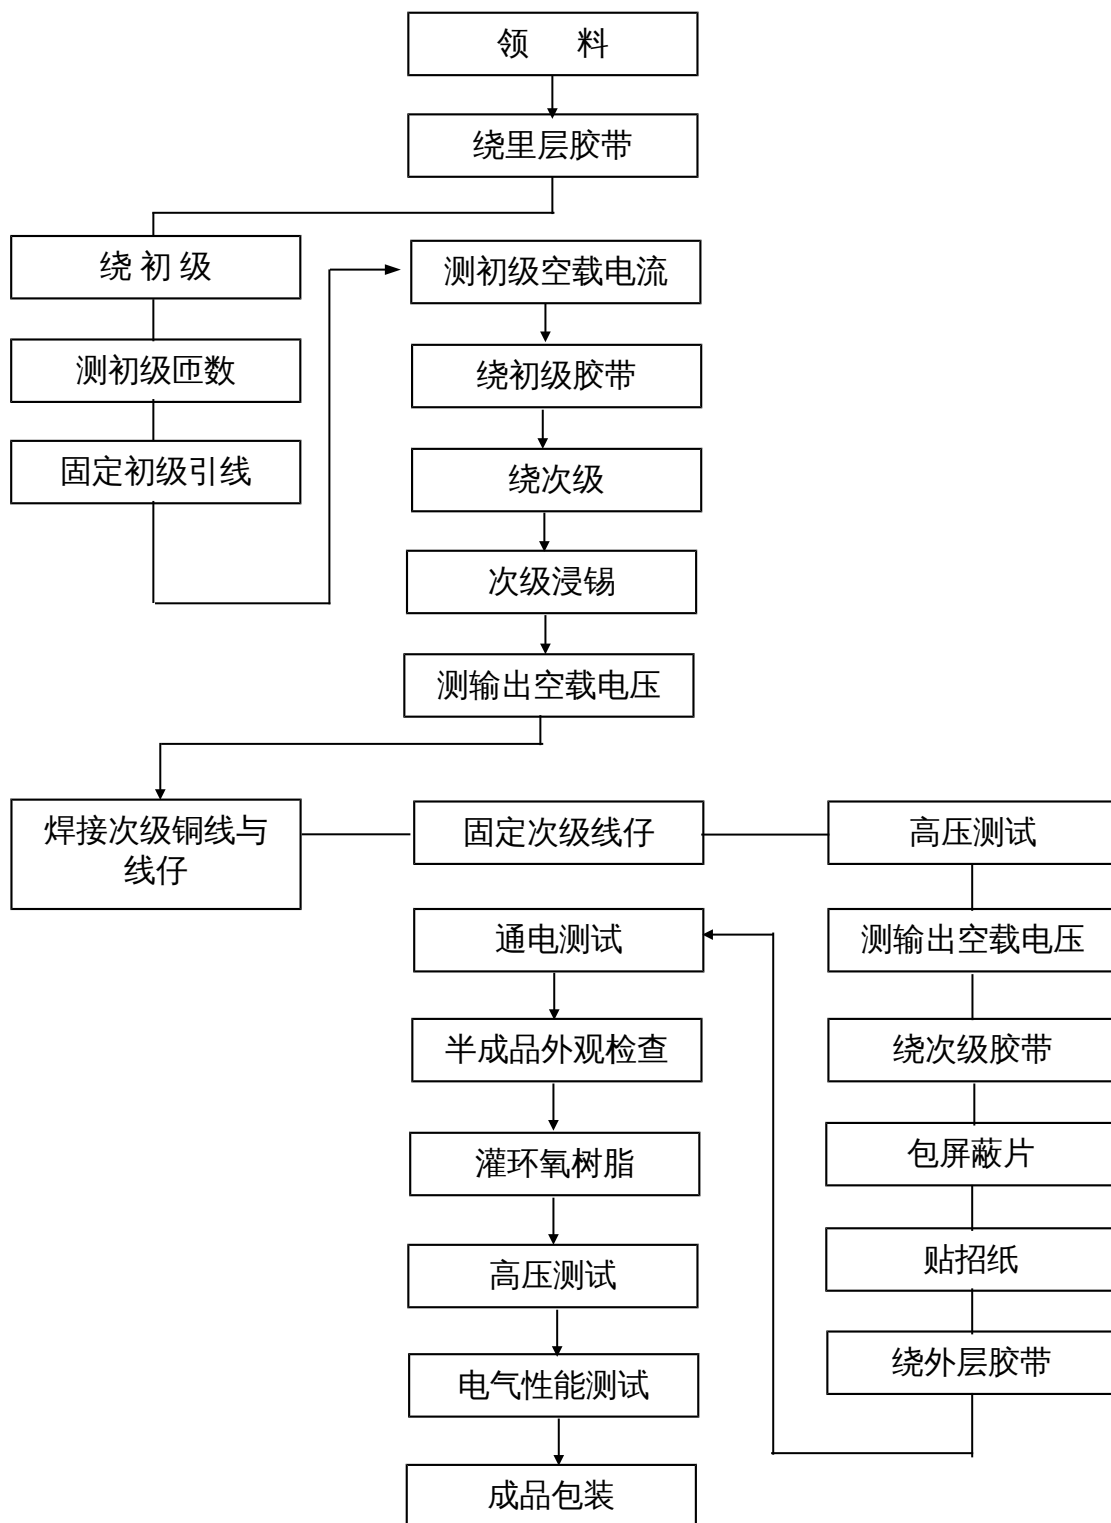 领 料
绕里层胶带
绕 初 级
测初级匝数
固定初级引线
测初级空载电流
绕初级胶带
绕次级
次级浸锡
测输出空载电压
焊接次级铜线与
线仔
固定次级线仔
高压测试
测输出空载电压
绕次级胶带
包屏蔽片
贴招纸
绕外层胶带
通电测试
半成品外观检查
灌环氧树脂
高压测试
电气性能测试
成品包装